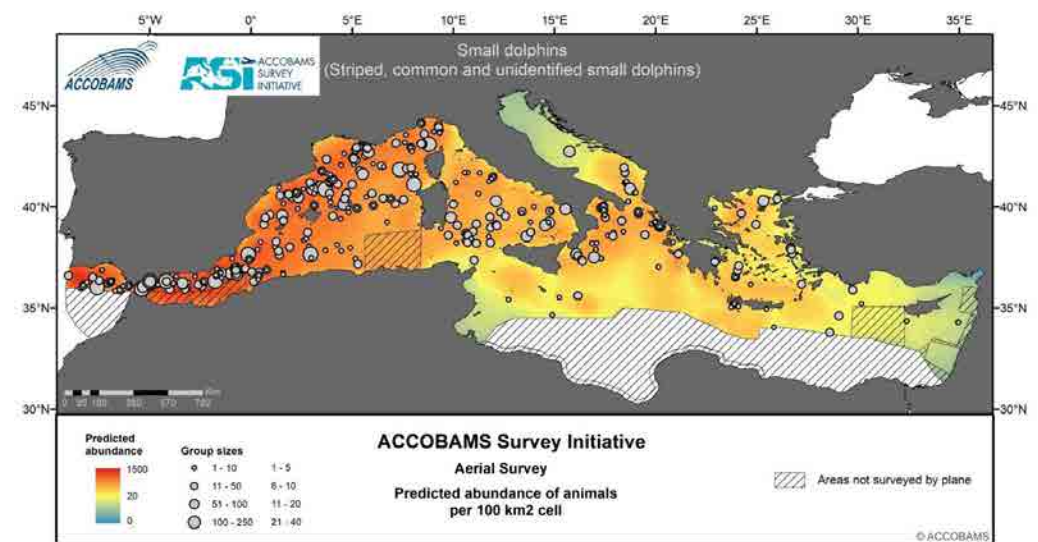 5°W 0° 5°E 10°E 15°E 20°E 25°E 30°E 35°E
ACCOBAMS
ASI
ACCOBAMS
SURVEY
INITIATIVE
Small dolphins
(Striped, common and unidentified small dolphins)
45°N 45°N
40°N 40°N
35°N 35°N
30°N 30°N
Predicted
abundance
1500
20
0
Group sizes
1 - 10 1 - 5
11 - 50 6 - 10
51 - 100 11 - 20
100 - 250 21 - 40
ACCOBAMS Survey Initiative
Aerial Survey
Predicted abundance of animals
per 100 km2 cell
Areas not surveyed by plane
© ACCOBAMS